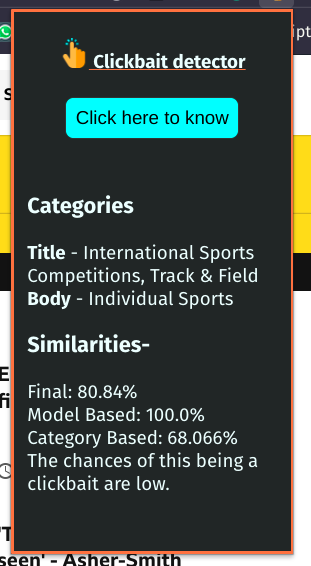 ipt
S
Clickbait detector
Click here to know
Categories
Title - International Sports
Competitions, Track & Field
Body - Individual Sports
Similarities-
E
fi
Final: 80.84%
Model Based: 100.0%
Category Based: 68.066%
The chances of this being a
clickbait are low.
'T
seen' - Asher-Smith